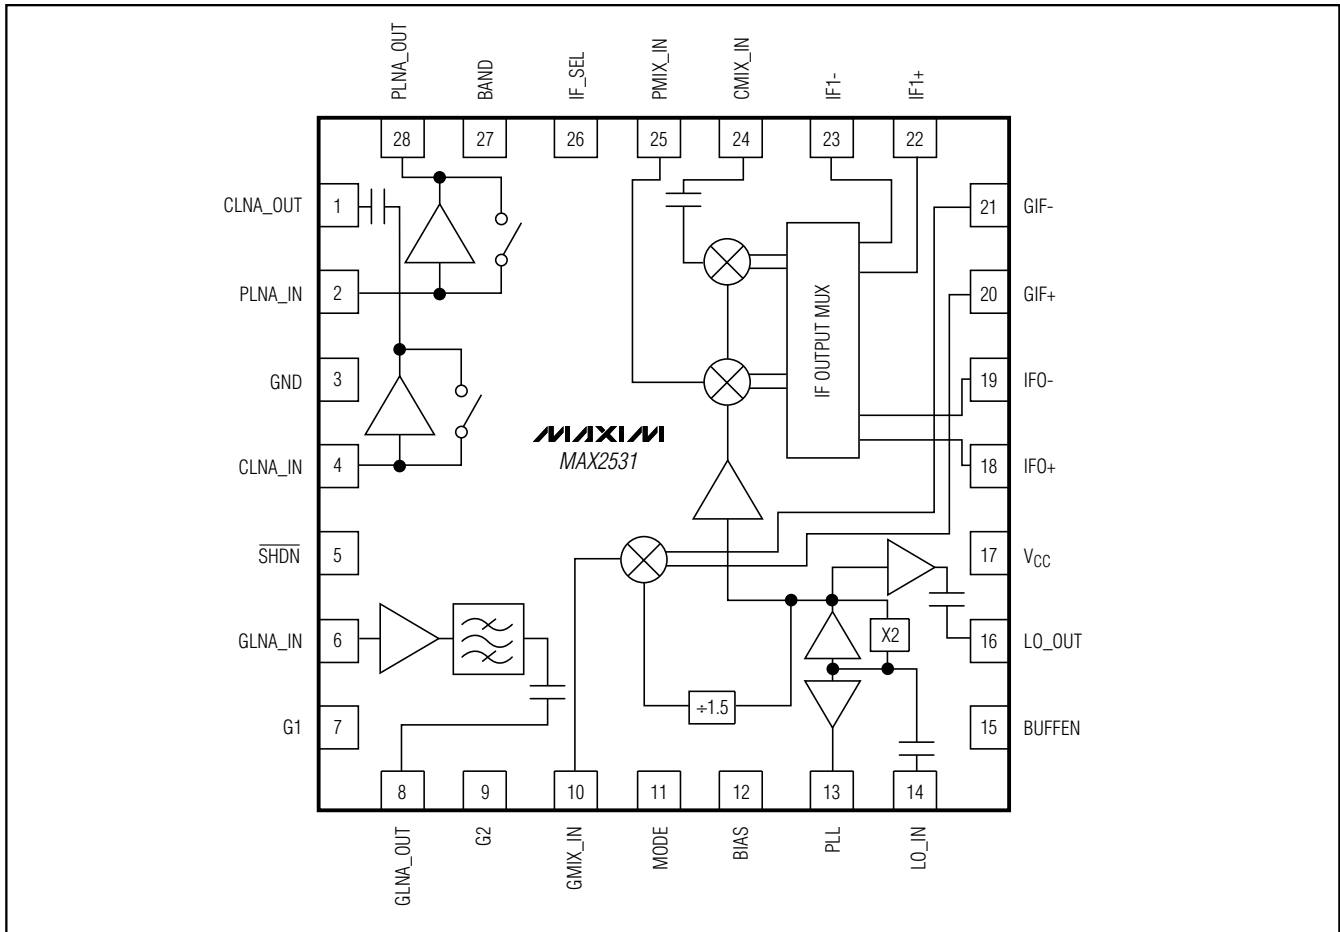 PLNA_OUT
BAND
IF_SEL
PMIX_IN
CMIX_IN
IF1-
IF1+
28
27
26
25
24
23
22
CLNA_OUT 1
21 GIF-
PLNA_IN 2
20 GIF+
IF OUTPUT MUX
GND 3
19 IF0-
MAXIM
MAX2531
CLNA_IN 4
18 IF0+
SHDN 5
17 VCC
GLNA_IN 6
X2
16 LO_OUT
÷1.5
G1 7
15 BUFFEN
8
9
10
11
12
13
14
GLNA_OUT
G2
GMIX_IN
MODE
BIAS
PLL
LO_IN